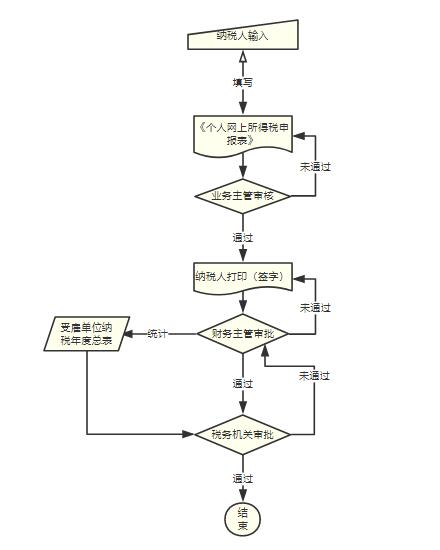 纳税人输入
填写
《个人网上所得税申
报表》
未通过
业务主管审核
通过
纳税人打印（签字）
未通过
受雇单位纳
税年度总表
统计
财务主管审批
未通过
通过
税务机关审批
通过
结
束